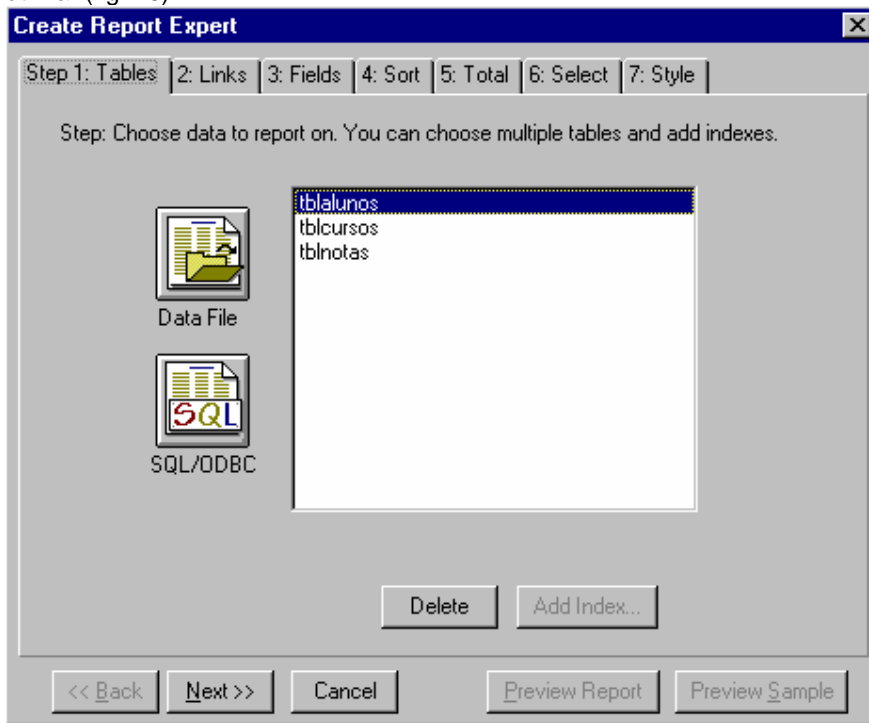 Create Report Expert
Step 1: Tables 2: Links 3: Fields 4: Sort 5: Total 6: Select 7: Style
Step: Choose data to report on. You can choose multiple tables and add indexes.
tblalunos
tblcursos
tblnotas
Data File
SQL
SQL/ODBC
Delete Add Index...
<< Back Next >> Cancel Preview Report Preview Sample